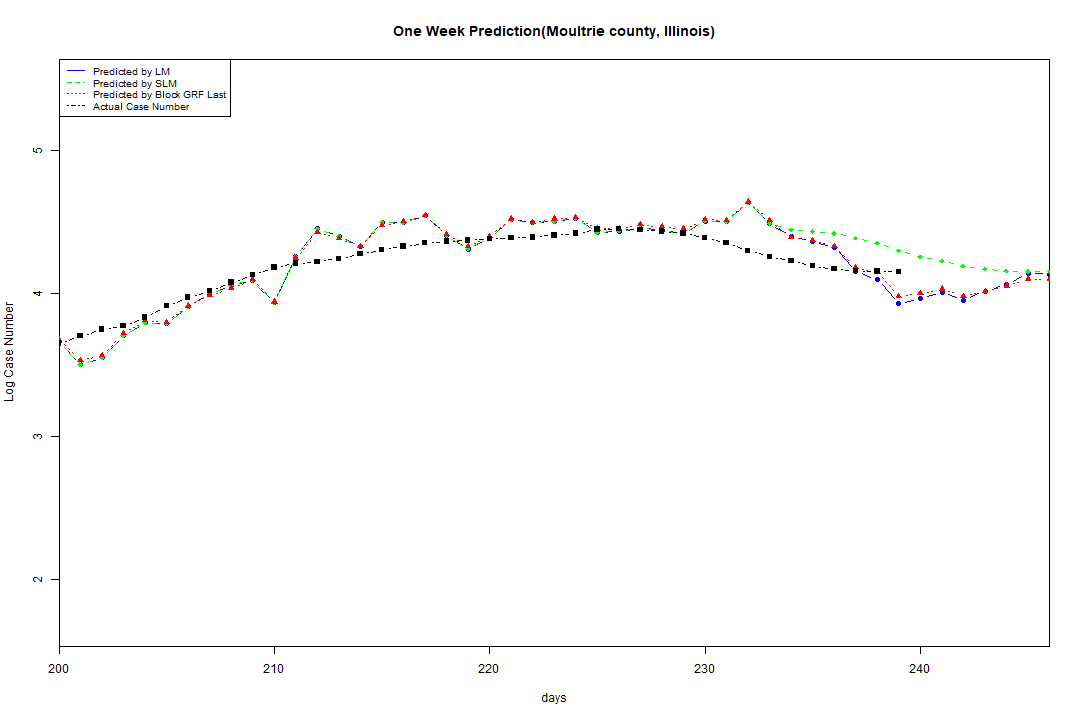 One Week Prediction(Moultrie county, Illinois)
Predicted by LM
Predicted by SLM
Predicted by Block GRF Last
Actual Case Number
5
4
3
2
Log Case Number
200 210 220 230 240
days